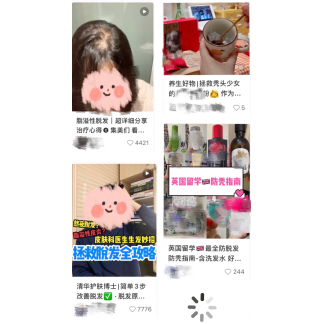 脂溢性脱发｜超详细分享
治疗心得❶集美们 看...
4421
养生好物|拯救秃头少女
的
份👍 作为...
5
皮肤科医生生发妙招
拯救脱发全攻略
清华护肤博士|简单3步
改善脱发✅·脱发原...
7776
英国留学🇬🇧防秃指南
英国留学🇬🇧最全防脱发
防秃指南-含洗发水 好...
244